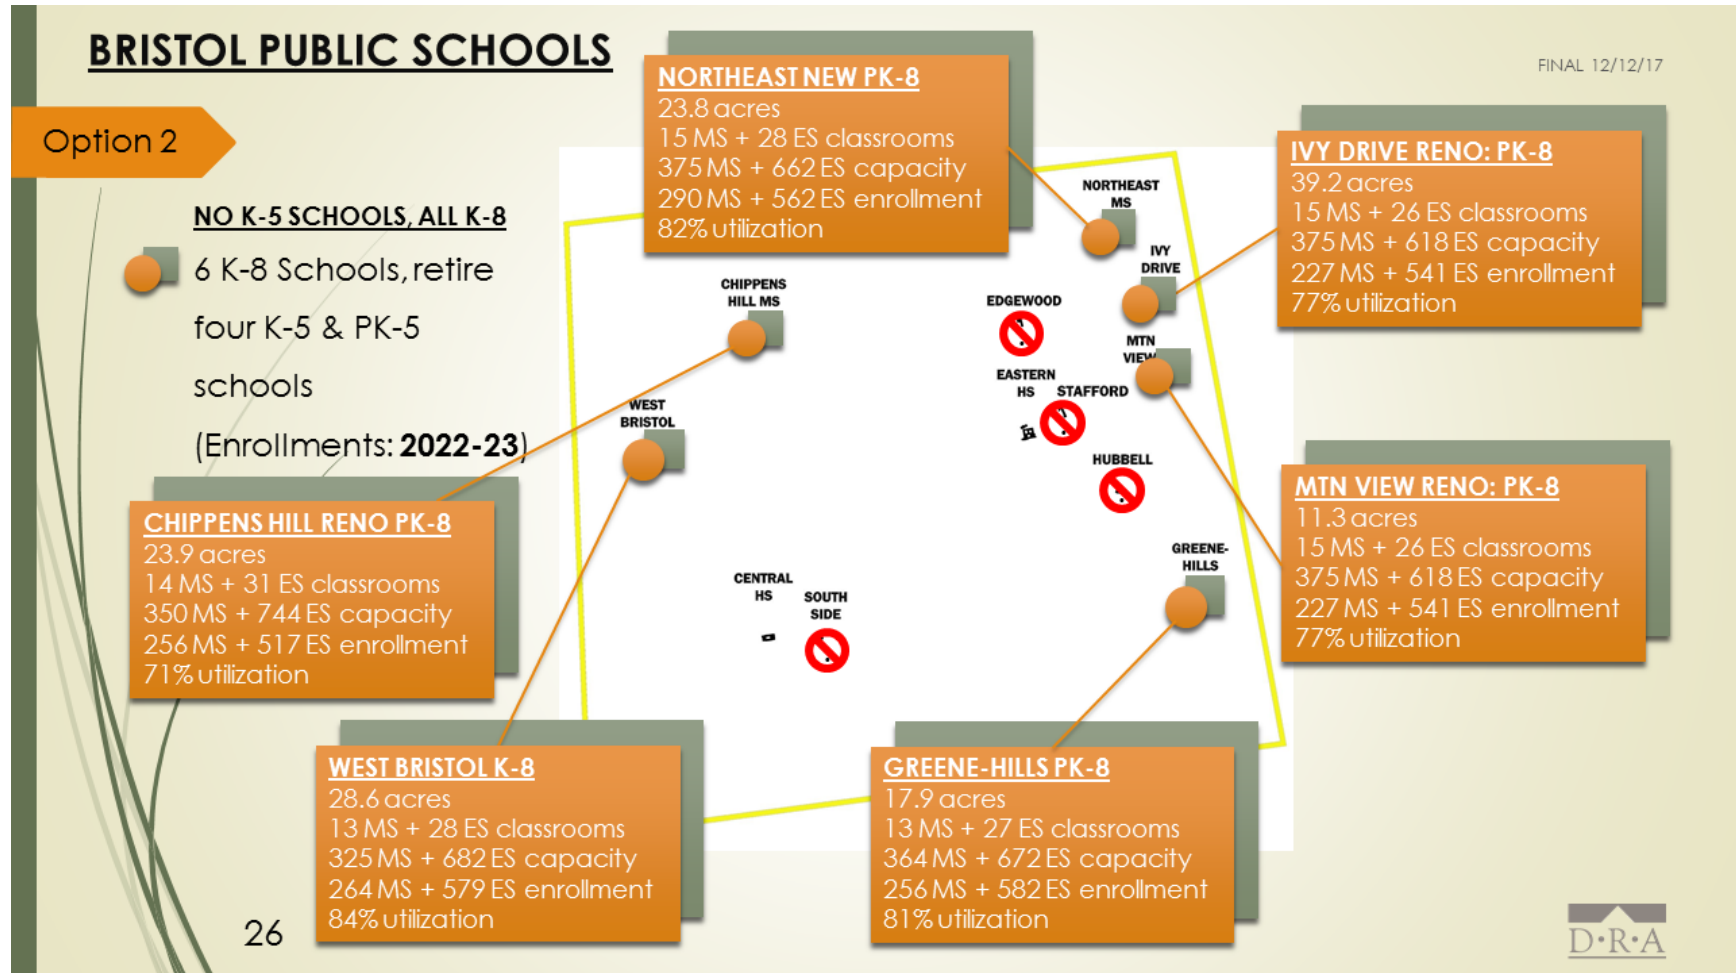 BRISTOL PUBLIC SCHOOLS
FINAL 12/12/17
Option 2
NO K-5 SCHOOLS, ALL K-8
6 K-8 Schools, retire
four K-5 & PK-5
schools
(Enrollments: 2022-23)
NORTHEAST NEW PK-8
23.8 acres
15 MS + 28 ES classrooms
375 MS + 662 ES capacity
290 MS + 562 ES enrollment
82% utilization
IVY DRIVE RENO: PK-8
39.2 acres
15 MS + 26 ES classrooms
375 MS + 618 ES capacity
227 MS + 541 ES enrollment
77% utilization
NORTHEAST
MS
IVY
DRIVE
CHIPPENS
HILL MS
EDGEWOOD
MTN
VIEW
EASTERN
HS
STAFFORD
WEST
BRISTOL
HUBBELL
GREENE-
HILLS
CENTRAL
HS
SOUTH
SIDE
CHIPPENS HILL RENO PK-8
23.9 acres
14 MS + 31 ES classrooms
350 MS + 744 ES capacity
256 MS + 517 ES enrollment
71% utilization
MTN VIEW RENO: PK-8
11.3 acres
15 MS + 26 ES classrooms
375 MS + 618 ES capacity
227 MS + 541 ES enrollment
77% utilization
WEST BRISTOL K-8
28.6 acres
13 MS + 28 ES classrooms
325 MS + 682 ES capacity
264 MS + 579 ES enrollment
84% utilization
GREENE-HILLS PK-8
17.9 acres
13 MS + 27 ES classrooms
364 MS + 672 ES capacity
256 MS + 582 ES enrollment
81% utilization
26
D•R•A